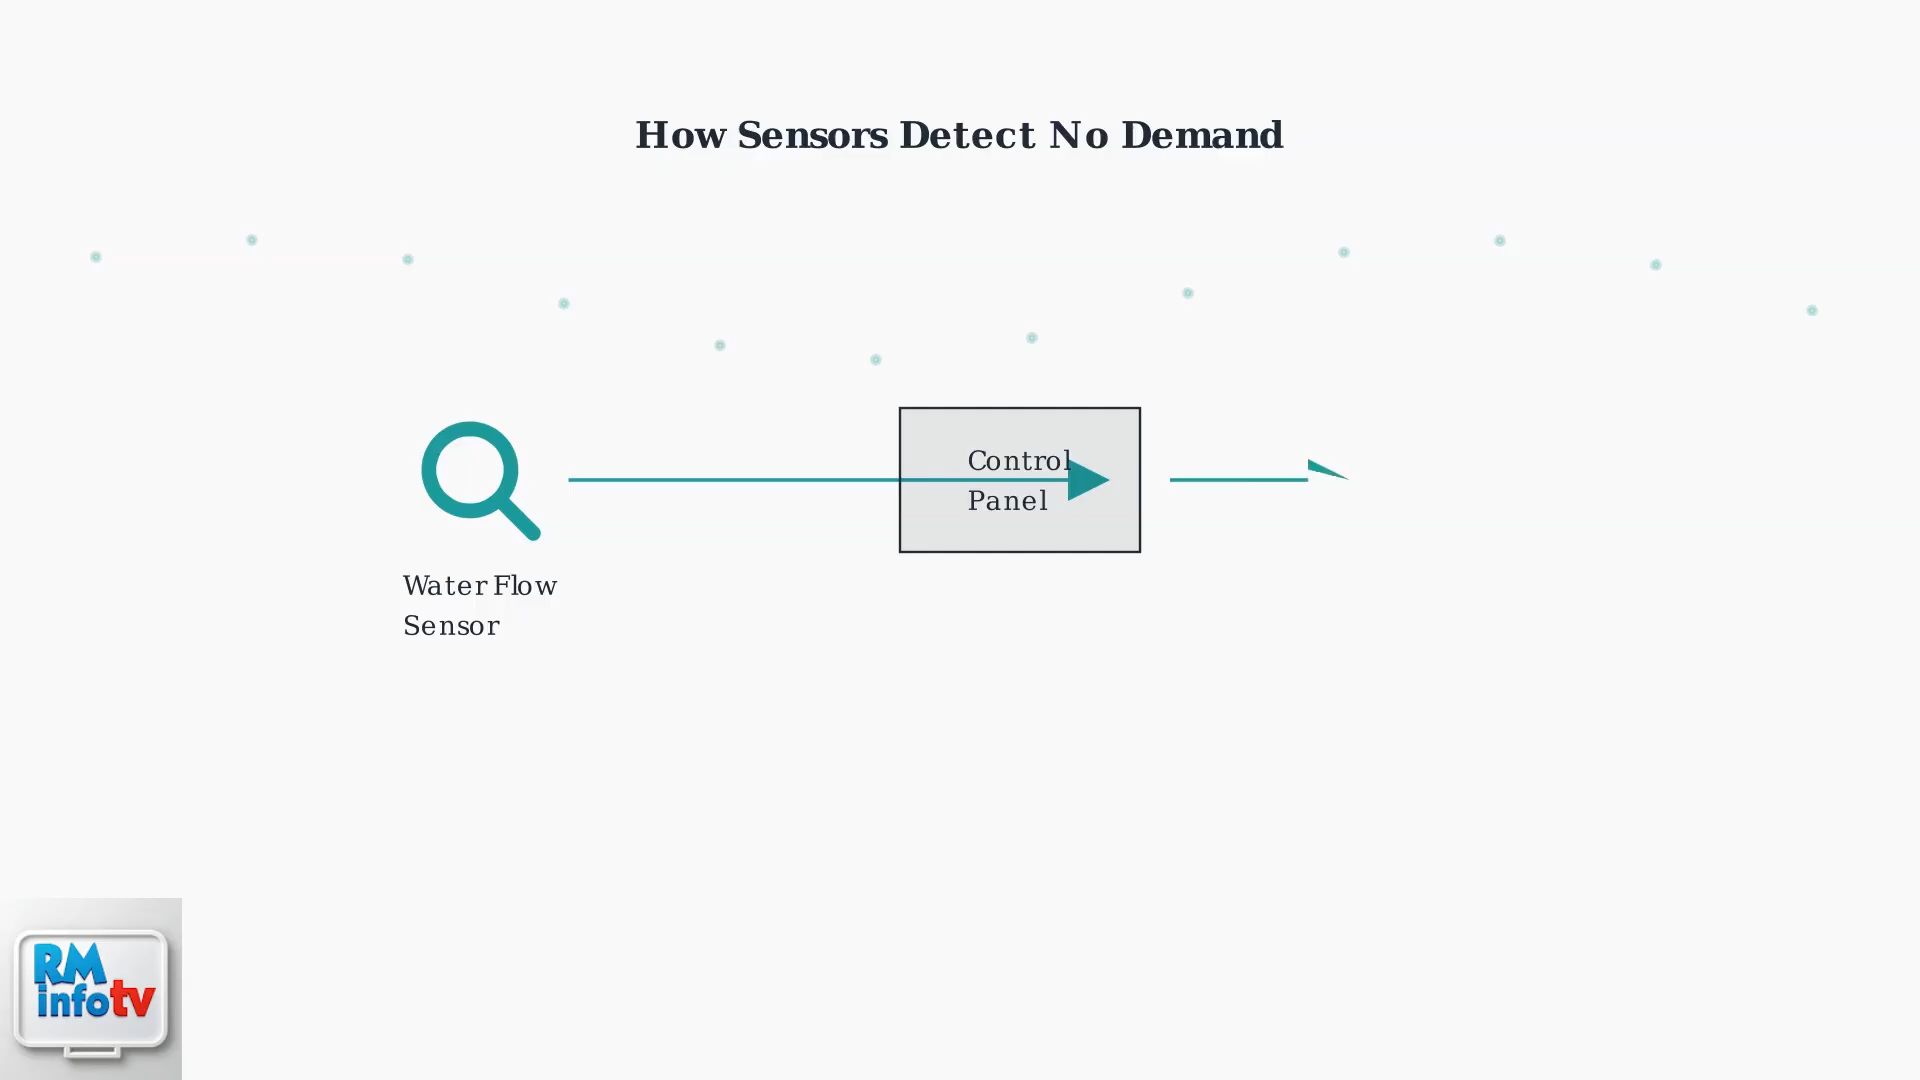 How Sensors Detect No Demand
Control
Panel
Water Flow
Sensor
RM
infotv